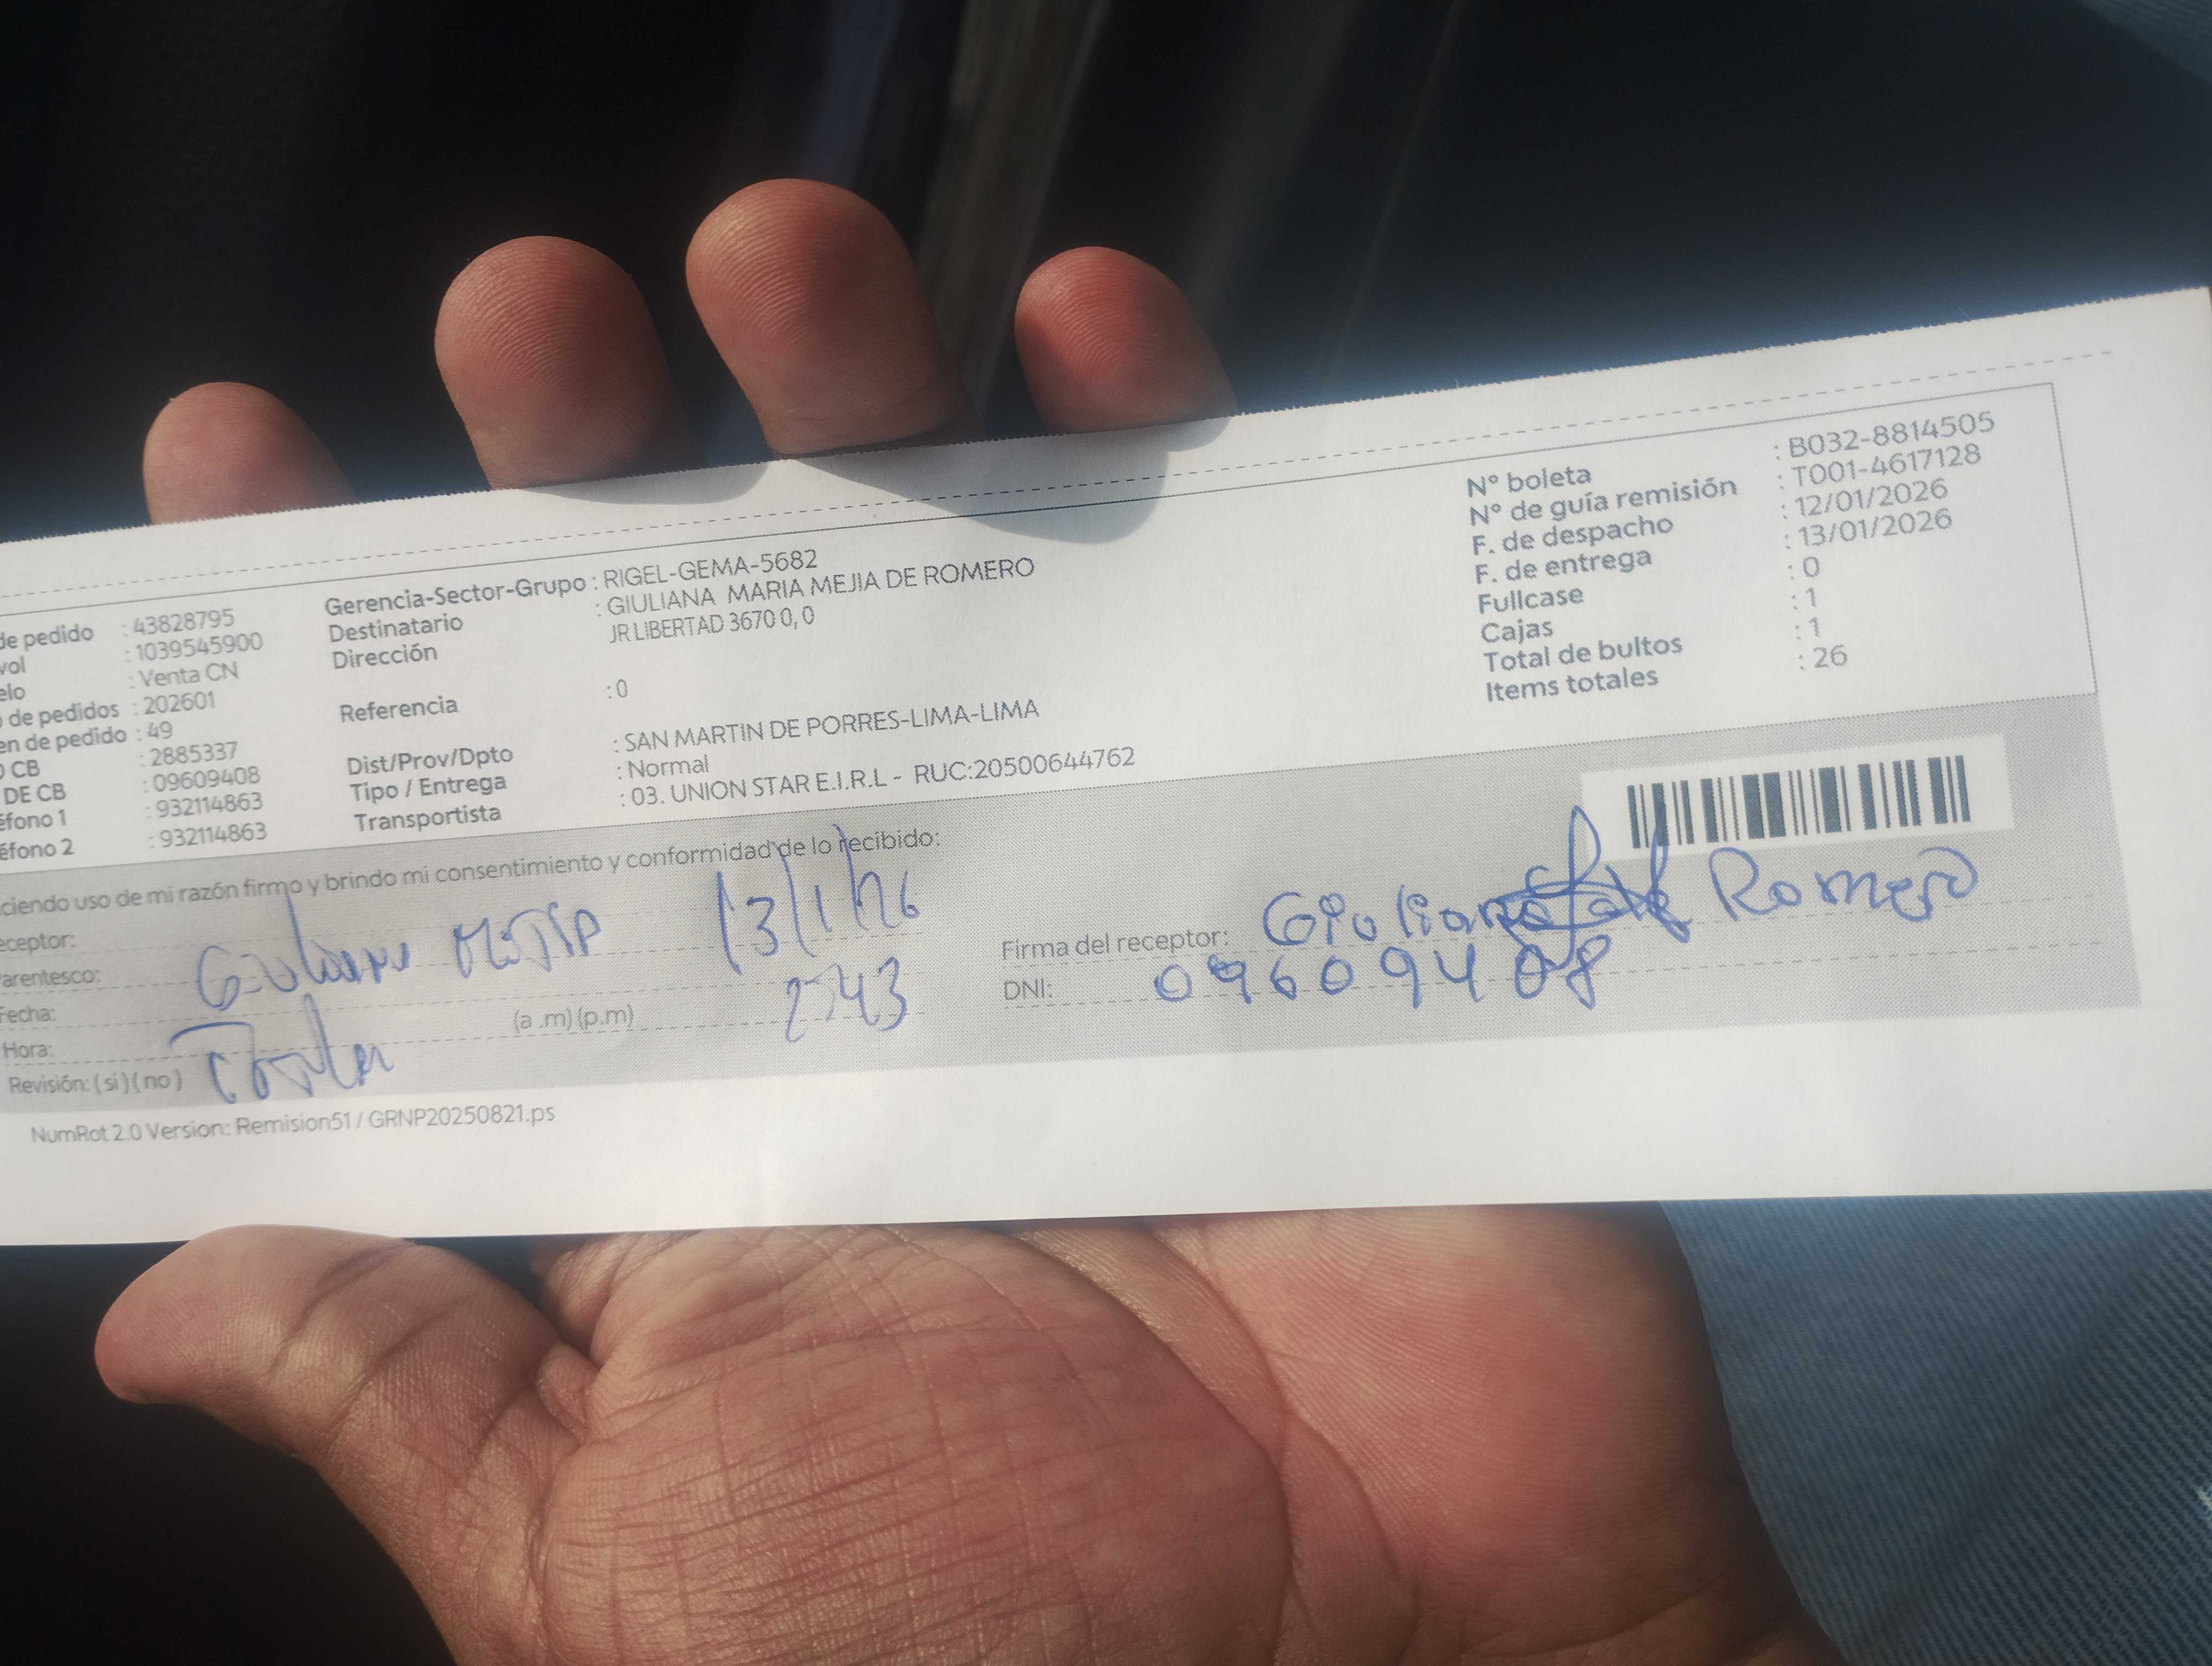 de pedido : 43828795
vol : 1039545900
elo : Venta CN
de pedidos : 202601
en de pedido : 49
CB : 2885337
DE CB : 09609408
éfono 1 : 932114863
éfono 2 : 932114863
Gerencia-Sector-Grupo : RIGEL-GEMA-5682
Destinatario : GIULIANA MARIA MEJIA DE ROMERO
Dirección JR LIBERTAD 3670 0, 0
Referencia : 0
Dist/Prov/Dpto : SAN MARTIN DE PORRES-LIMA-LIMA
Tipo / Entrega : Normal
Transportista : 03. UNION STAR E.I.R.L - RUC:20500644762
N° boleta : B032-8814505
N° de guía remisión : T001-4617128
F. de despacho : 12/01/2026
F. de entrega : 13/01/2026
Fullcase : 0
Cajas : 1
Total de bultos : 1
Items totales : 26
ciendo uso de mi razón firmo y brindo mi consentimiento y conformidad de lo recibido:
eceptor:
arentesco: 13/1/26
Fecha:
Hora: (a .m) (p.m) 2:43
Revisión: ( si ) ( no )
Firma del receptor: Giuliana Romero
DNI: 09609408
NumRot 2.0 Version: Remision51 / GRNP20250821.ps